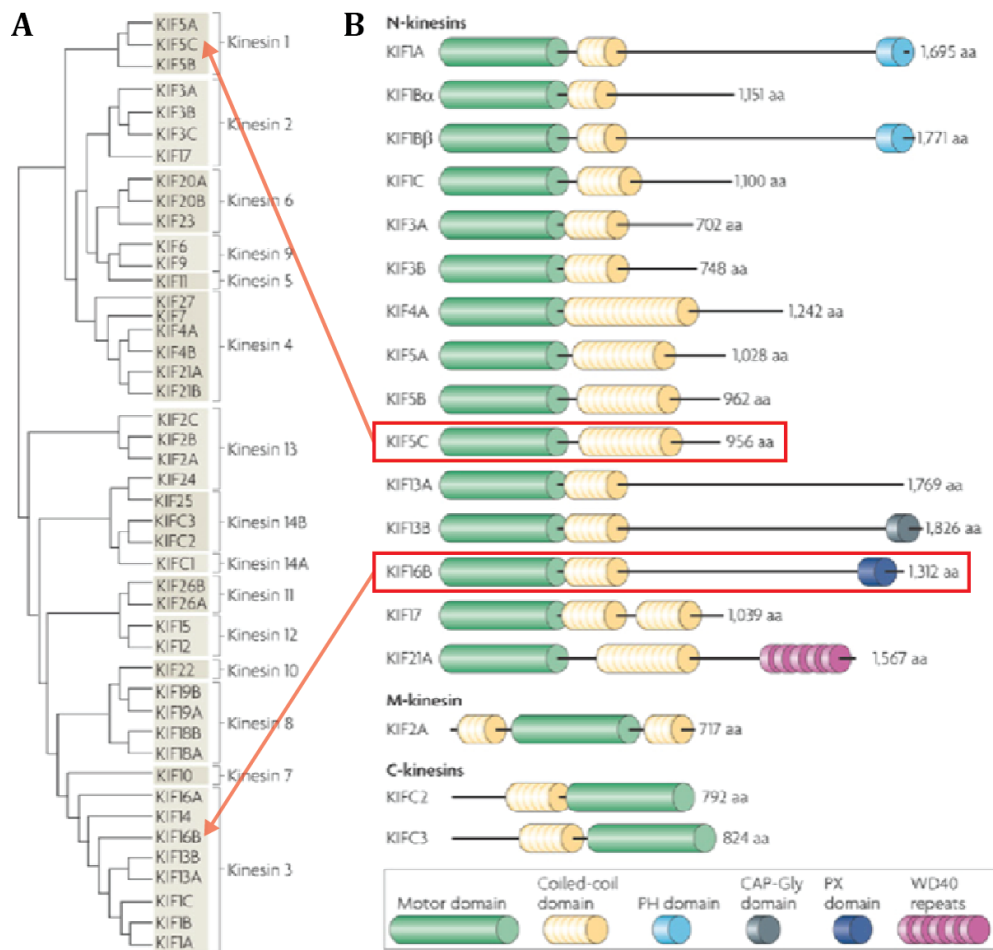 A
KIF5A
KIF5C
KIF5B
Kinesin 1
KIF3A
KIF3B
KIF3C
KIF17
Kinesin 2
KIF20A
KIF20B
KIF23
Kinesin 6
KIF6
KIF9
Kinesin 9
KIF11
Kinesin 5
KIF27
KIF7
KIF4A
KIF4B
KIF21A
KIF21B
Kinesin 4
KIF2C
KIF2B
KIF2A
KIF24
Kinesin 13
KIF25
KIFC3
KIFC2
Kinesin 14B
KIFC1
Kinesin 14A
KIF26B
KIF26A
Kinesin 11
KIF15
KIF12
Kinesin 12
KIF22
Kinesin 10
KIF19B
KIF19A
KIF18B
KIF18A
Kinesin 8
KIF10
Kinesin 7
KIF16A
KIF14
KIF16B
KIF13B
KIF13A
KIF1C
KIF1B
KIF1A
Kinesin 3
B
N-kinesins
KIF1A 1,695 aa
KIF1Bα 1,151 aa
KIF1Bβ 1,771 aa
KIF1C 1,100 aa
KIF3A 702 aa
KIF3B 748 aa
KIF4A 1,242 aa
KIF5A 1,028 aa
KIF5B 962 aa
KIF5C 956 aa
KIF13A 1,769 aa
KIF13B 1,826 aa
KIF16B 1,312 aa
KIF17 1,039 aa
KIF21A 1,567 aa
M-kinesin
KIF2A 717 aa
C-kinesins
KIFC2 792 aa
KIFC3 824 aa
Motor domain
Coiled-coil
domain
PH domain
CAP-Gly
domain
PX
domain
WD40
repeats